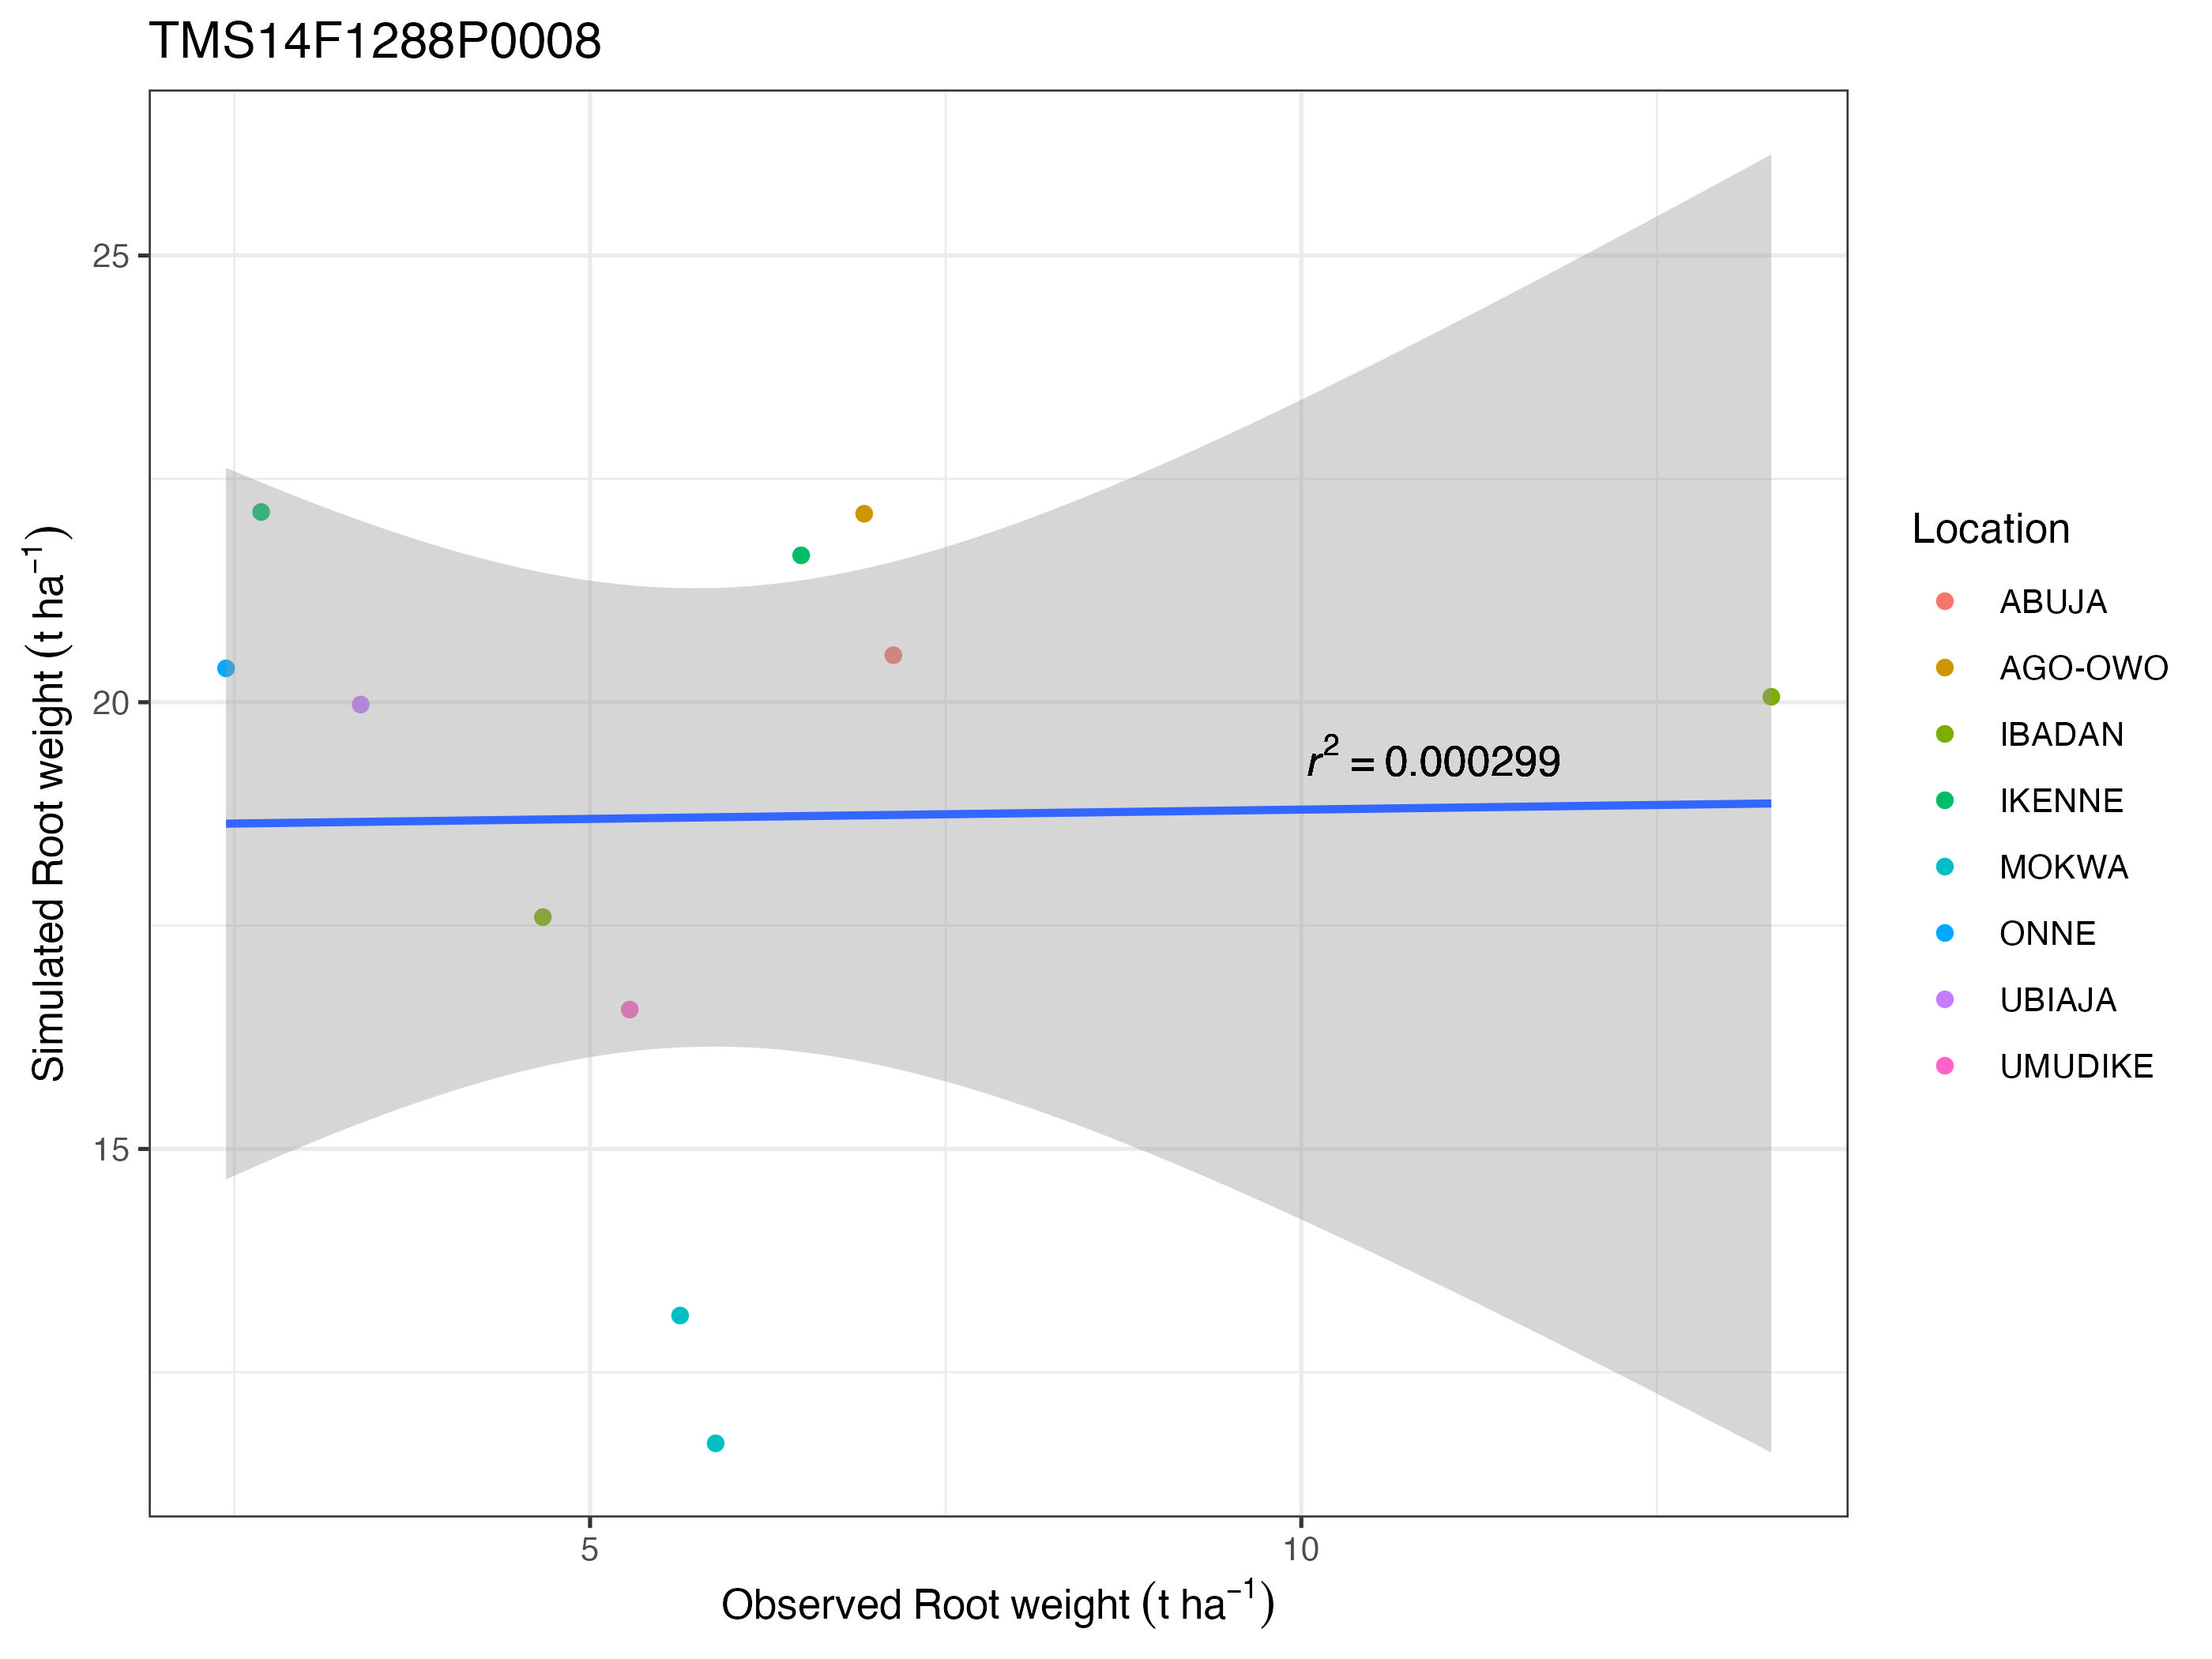 TMS14F1288P0008
25
20
15
Simulated Root weight (t ha⁻¹)
r² = 0.000299
5
10
Observed Root weight (t ha⁻¹)
Location
ABUJA
AGO-OWO
IBADAN
IKENNE
MOKWA
ONNE
UBIAJA
UMUDIKE